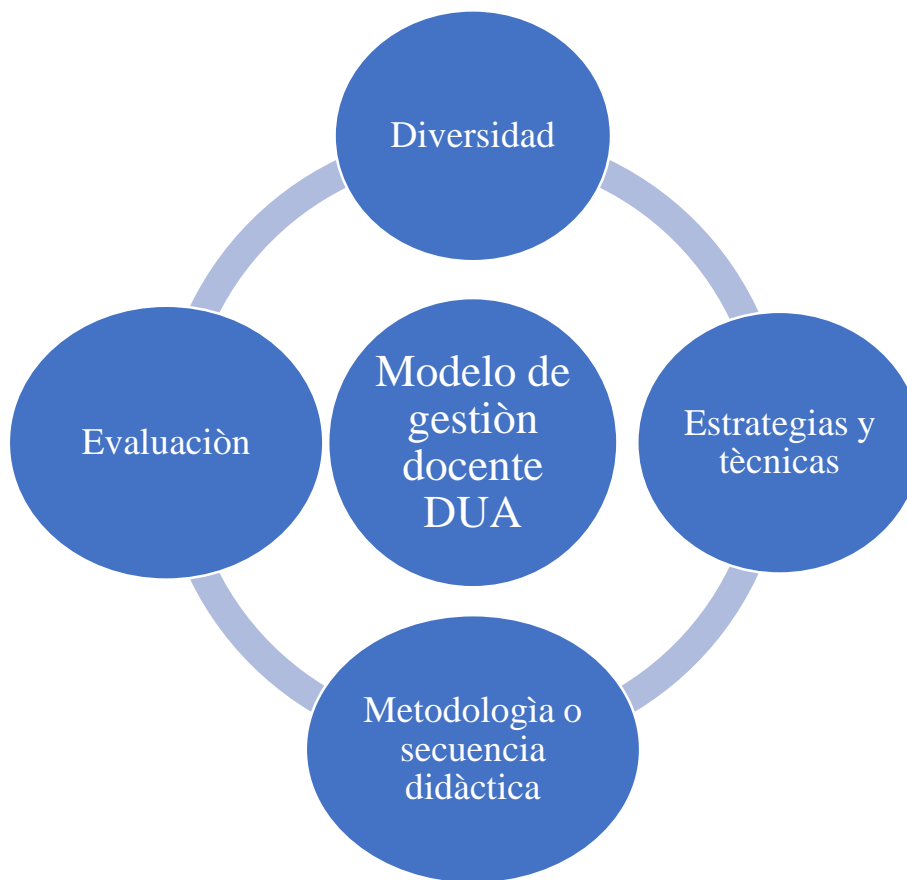 Diversidad
Modelo de
gestiòn
docente
DUA
Estrategias y
tècnicas
Evaluaciòn
Metodologìa o
secuencia
didàctica